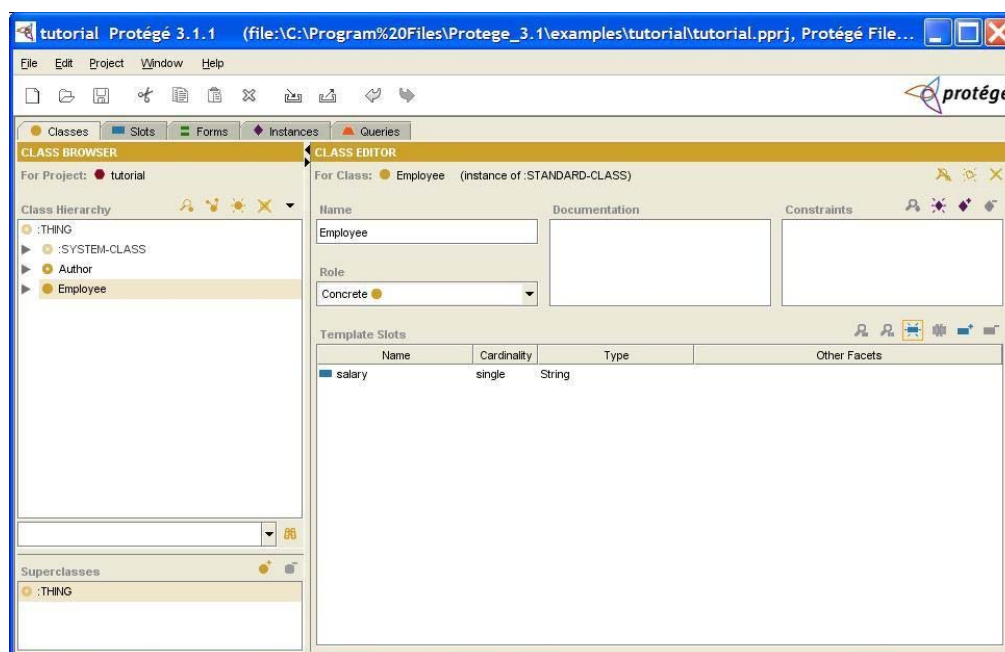 tutorial Protégé 3.1.1 (file:\C:\Program%20Files\Protege_3.1\examples\tutorial\tutorial.pprj, Protégé File...
File Edit Project Window Help
protégé
Classes Slots Forms Instances Queries
CLASS BROWSER
For Project: tutorial
Class Hierarchy
:THING
:SYSTEM-CLASS
Author
Employee
Superclasses
:THING
CLASS EDITOR
For Class: Employee (instance of :STANDARD-CLASS)
Name Documentation Constraints
Employee
Role
Concrete
Template Slots
Name Cardinality Type Other Facets
salary single String